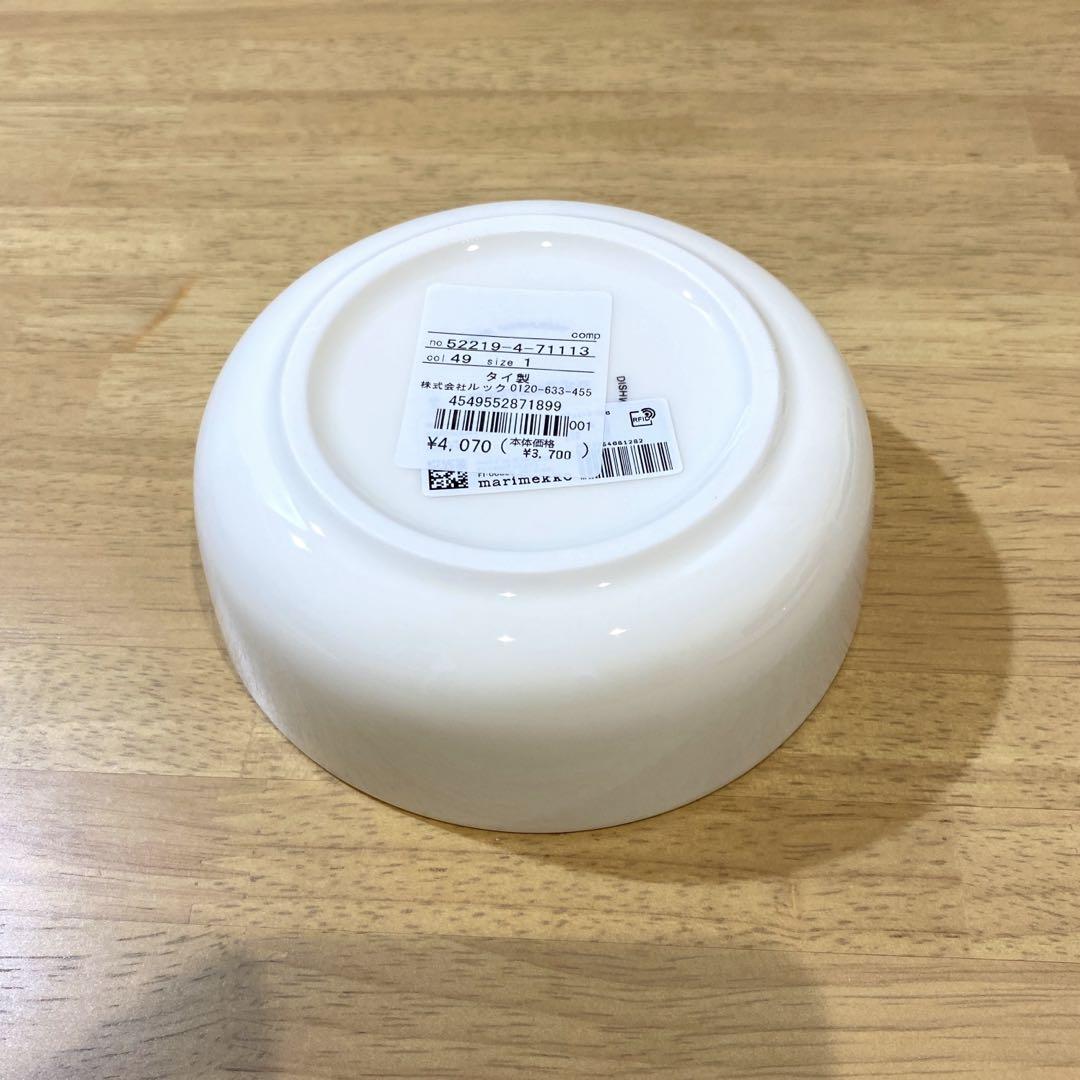 comp
no 52219-4-71113
col 49 size 1
タイ製
株式会社ルック 0120-633-455
4549552871899
001
¥4,070 (本体価格 ¥3,700 )
RFID
marimekko